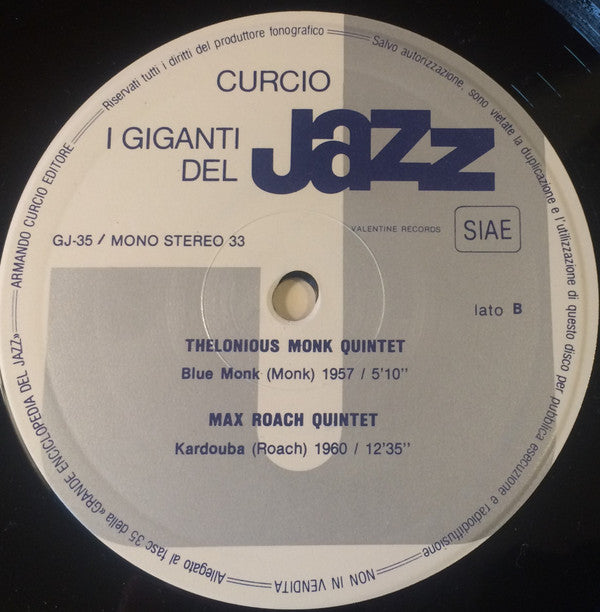 ARMANDO CURCIO EDITORE
Riservati tutti i diritti del produttore fonografico
Salvo autorizzazione, sono vietate la duplicazione e l'utilizzazione di questo disco per pubblica esecuzione e radiodiffusione
NON IN VENDITA
Allegato al fasc 35 della «GRANDE ENCICLOPEDIA DEL JAZZ»
CURCIO
I GIGANTI
DEL Jazz
GJ-35 / MONO STEREO 33
VALENTINE RECORDS
SIAE
lato B
THELONIOUS MONK QUINTET
Blue Monk (Monk) 1957 / 5'10"
MAX ROACH QUINTET
Kardouba (Roach) 1960 / 12'35"